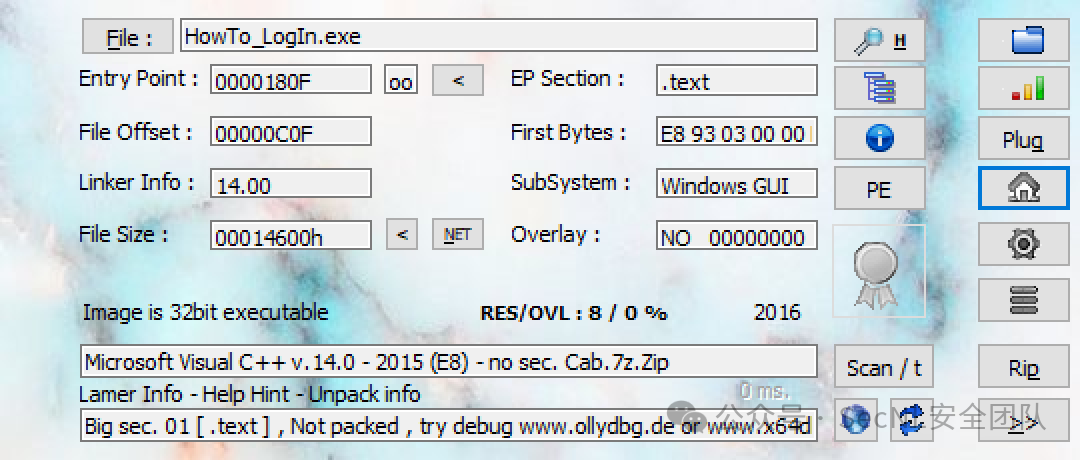 File : HowTo_LogIn.exe H
Entry Point : 0000180F oo < EP Section : .text
File Offset : 00000C0F First Bytes : E8 93 03 00 00 Plug
Linker Info : 14.00 SubSystem : Windows GUI PE
File Size : 00014600h < NET Overlay : NO 00000000
Image is 32bit executable RES/OVL : 8 / 0 % 2016
Microsoft Visual C++ v.14.0 - 2015 (E8) - no sec. Cab.7z.Zip Scan / t Rip
Lamer Info - Help Hint - Unpack info 0 ms.
Big sec. 01 [ .text ] , Not packed , try debug www.ollydbg.de or www.x64d >>
公众号 · 安全团队